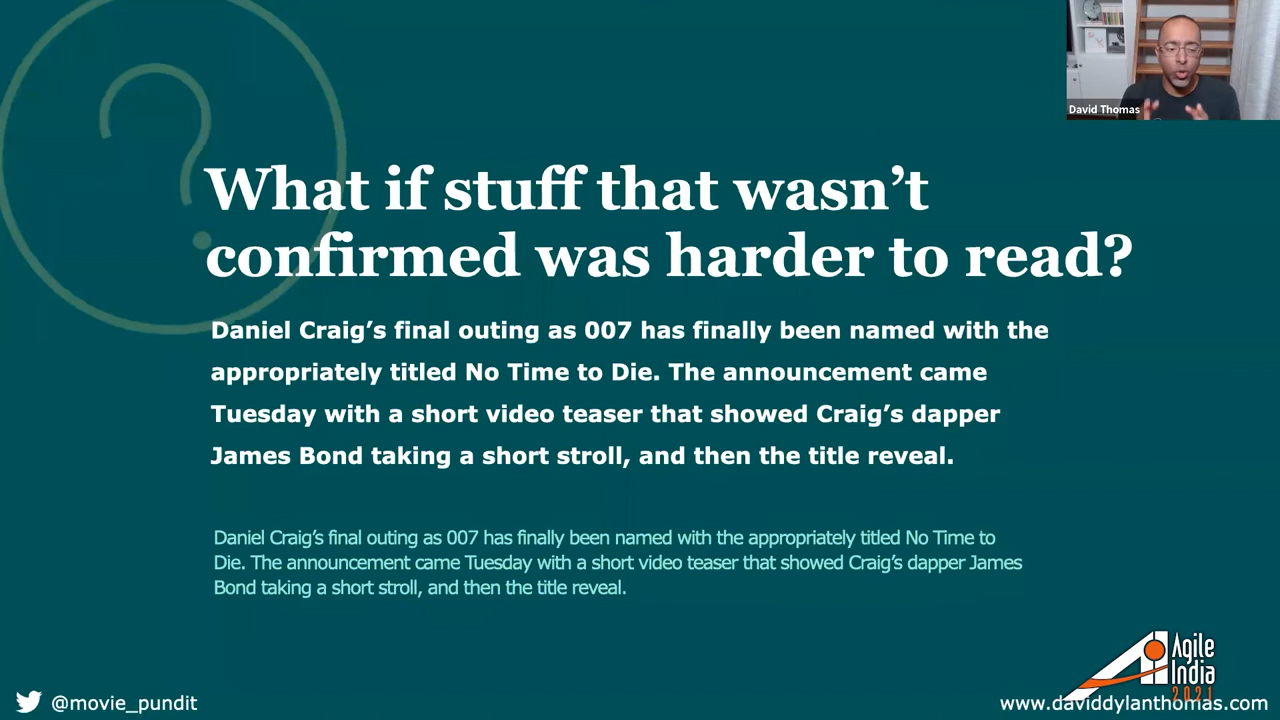 David Thomas
What if stuff that wasn’t
confirmed was harder to read?
Daniel Craig’s final outing as 007 has finally been named with the
appropriately titled No Time to Die. The announcement came
Tuesday with a short video teaser that showed Craig’s dapper
James Bond taking a short stroll, and then the title reveal.
Daniel Craig’s final outing as 007 has finally been named with the appropriately titled No Time to
Die. The announcement came Tuesday with a short video teaser that showed Craig’s dapper James
Bond taking a short stroll, and then the title reveal.
Agile
India
2021
@movie_pundit
www.daviddylanthomas.com